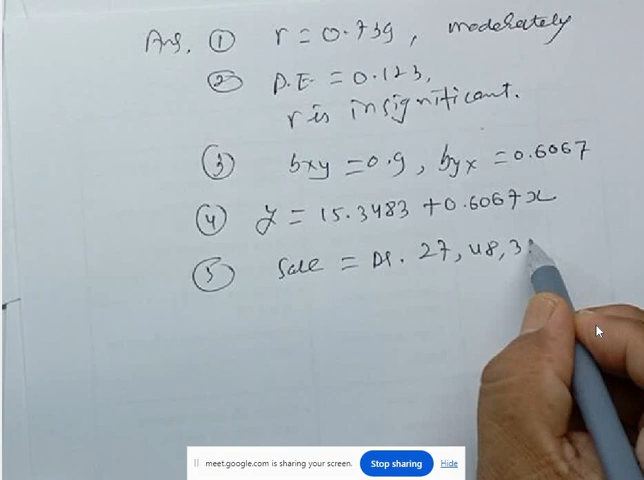 Ans. ① r = 0.739, moderately
② P.E = 0.123,
r is insignificant.
③ bxy = 0.9, byx = 0.6067
④ y = 15.3483 + 0.6067x
⑤ Sale = Rs. 27,48,3
meet.google.com is sharing your screen. Stop sharing Hide